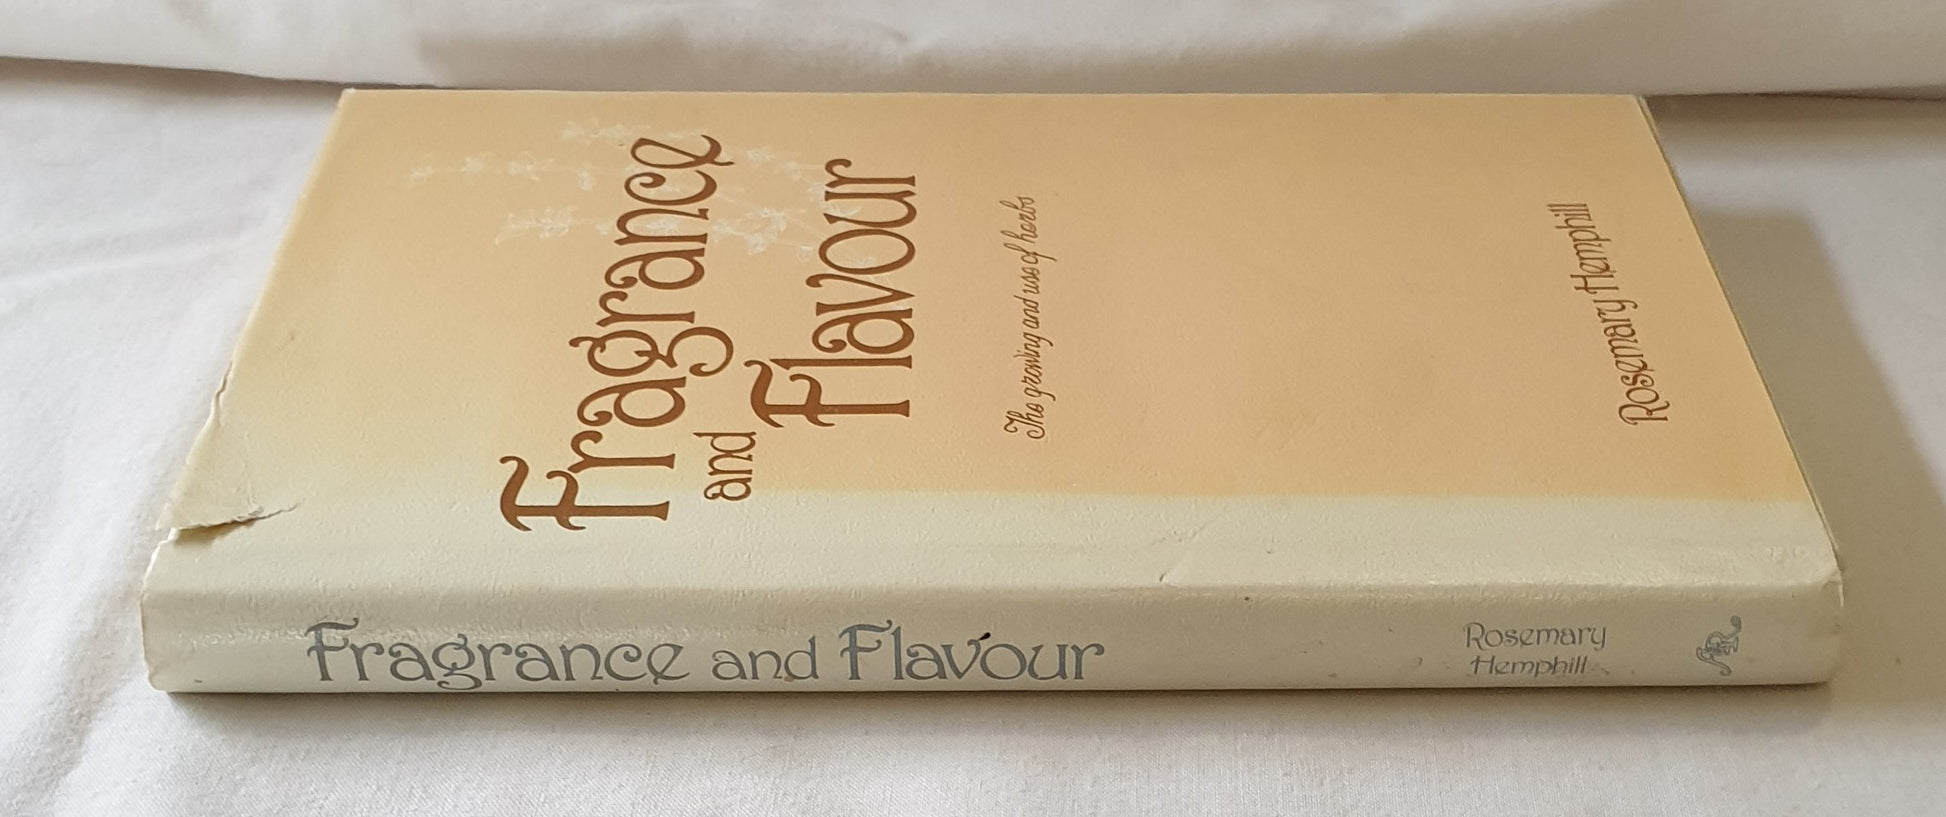 Fragrance
and
Flavour
The growing and use of herbs
Rosemary Hemphill
Fragrance and Flavour
Rosemary
Hemphill